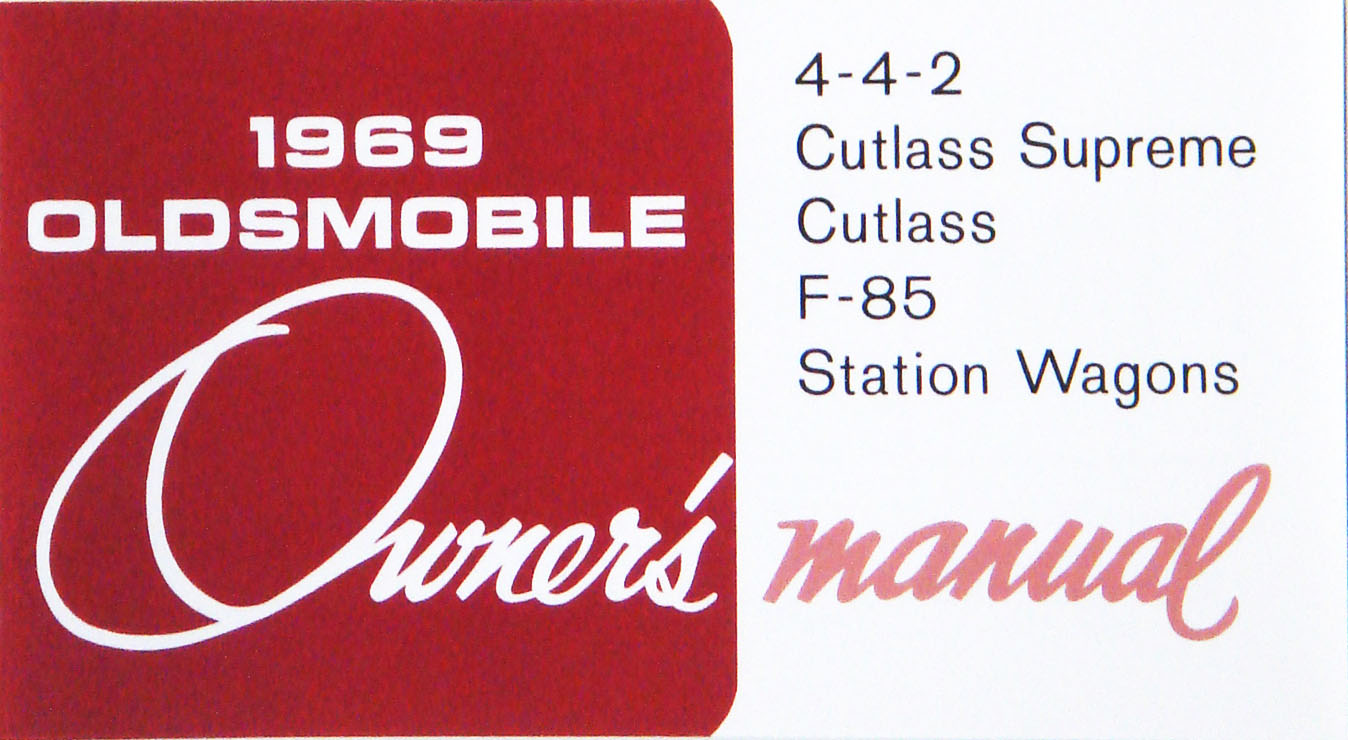 1969
OLDSMOBILE
Owner's manual
4-4-2
Cutlass Supreme
Cutlass
F-85
Station Wagons